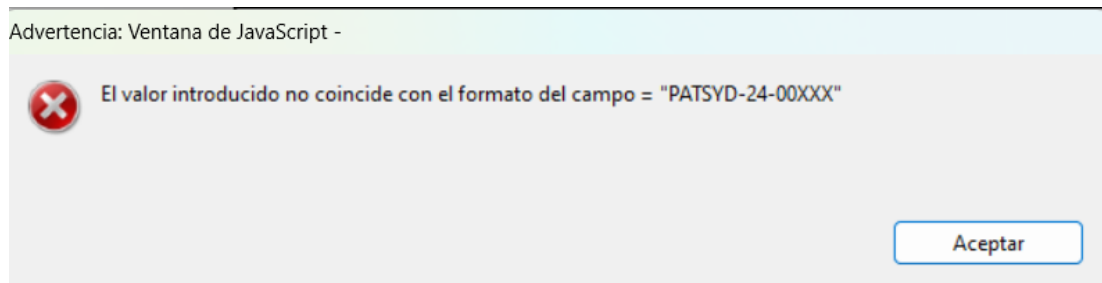 Advertencia: Ventana de JavaScript -
El valor introducido no coincide con el formato del campo = "PATSYD-24-00XXX"
Aceptar